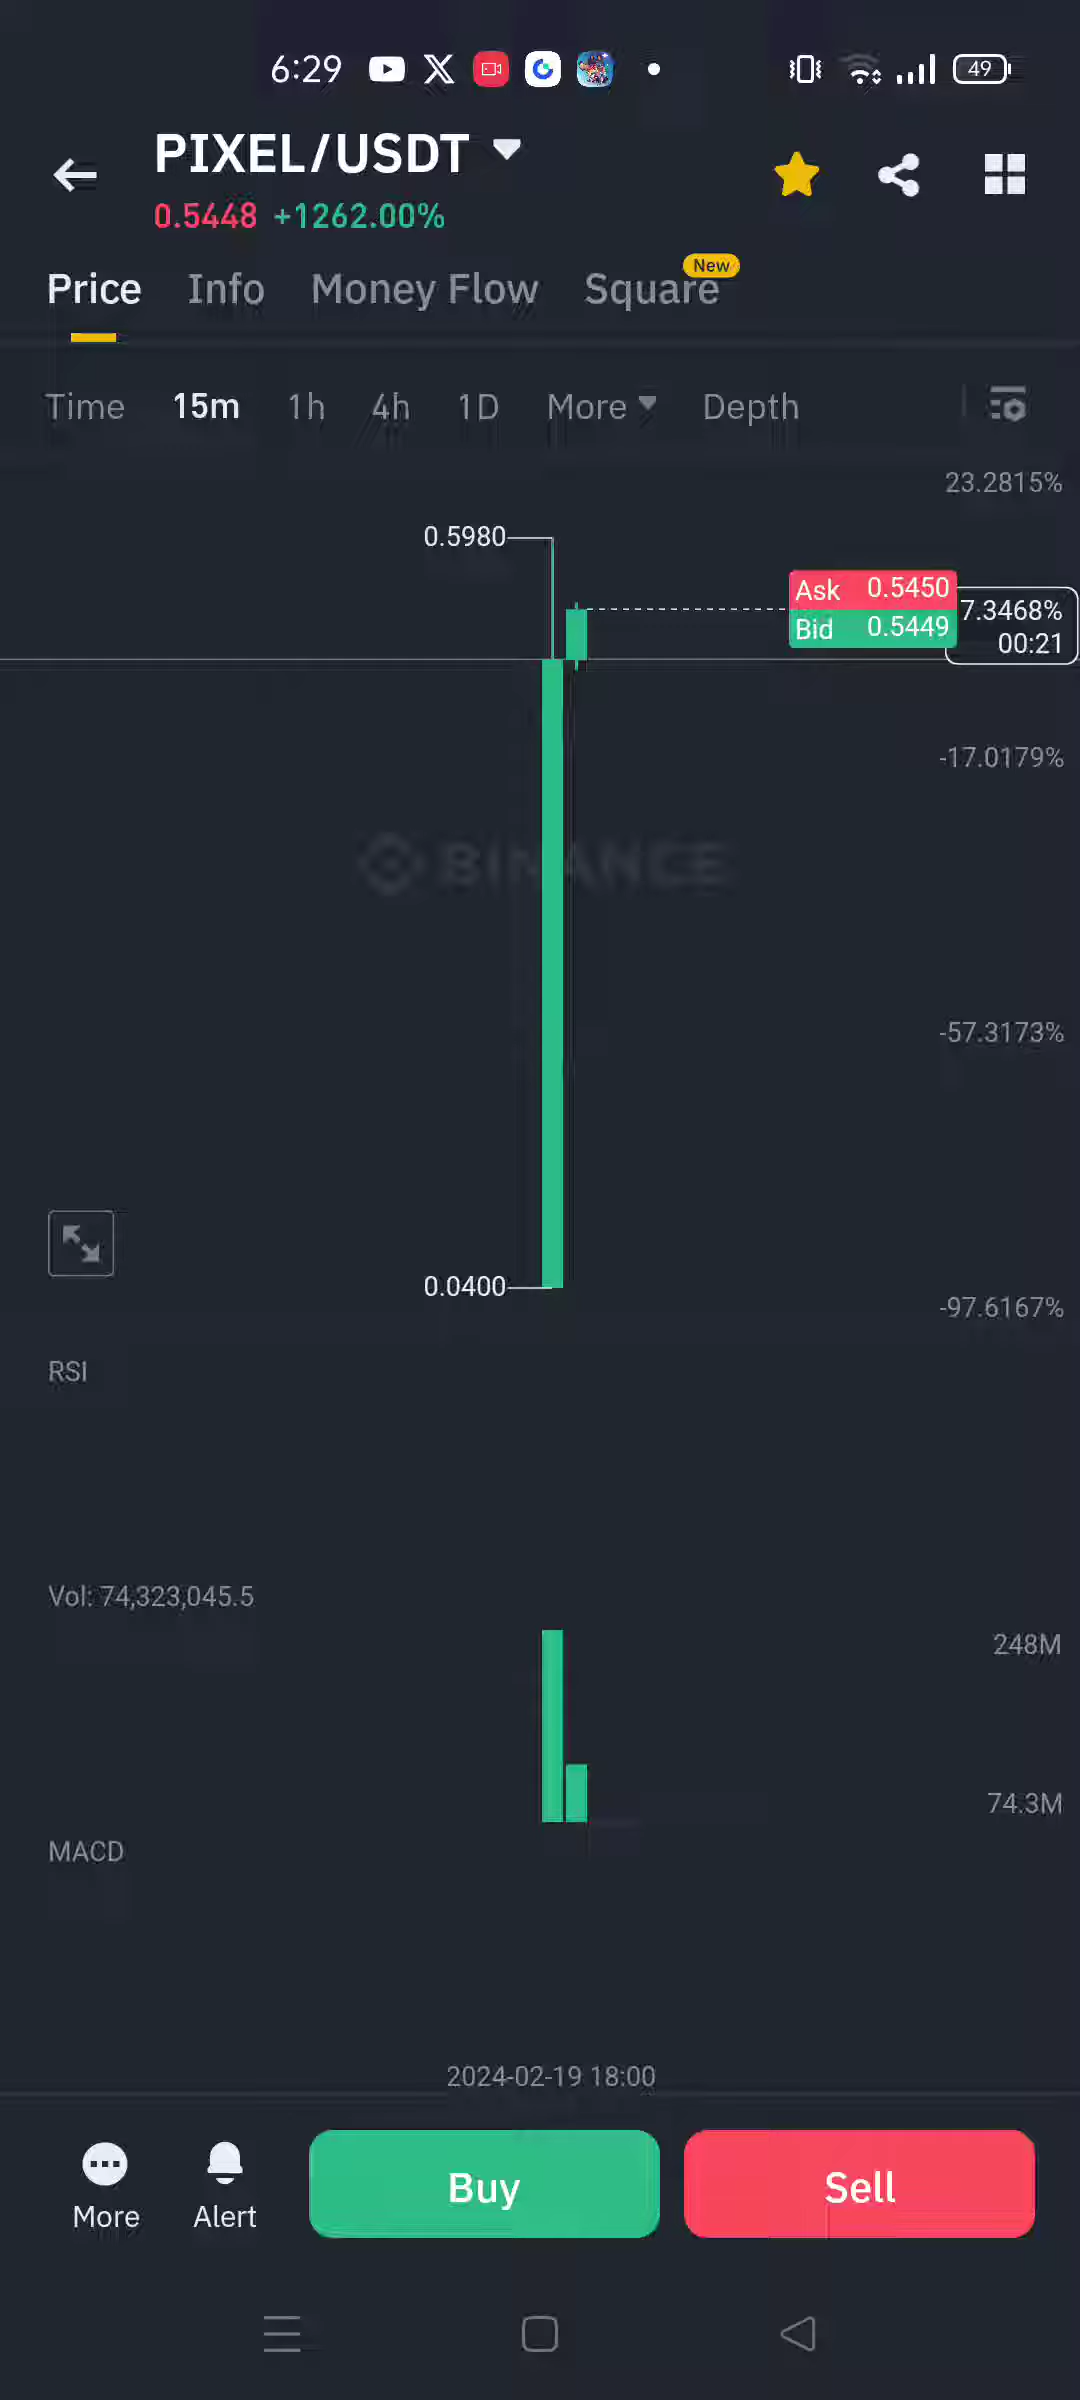 6:29
49
PIXEL/USDT
0.5448 +1262.00%
Price Info Money Flow Square New
Time 15m 1h 4h 1D More Depth
23.2815%
0.5980
Ask 0.5450
Bid 0.5449
7.3468%
00:21
-17.0179%
BINANCE
-57.3173%
0.0400
-97.6167%
RSI
Vol: 74,323,045.5
248M
74.3M
MACD
2024-02-19 18:00
More Alert Buy Sell